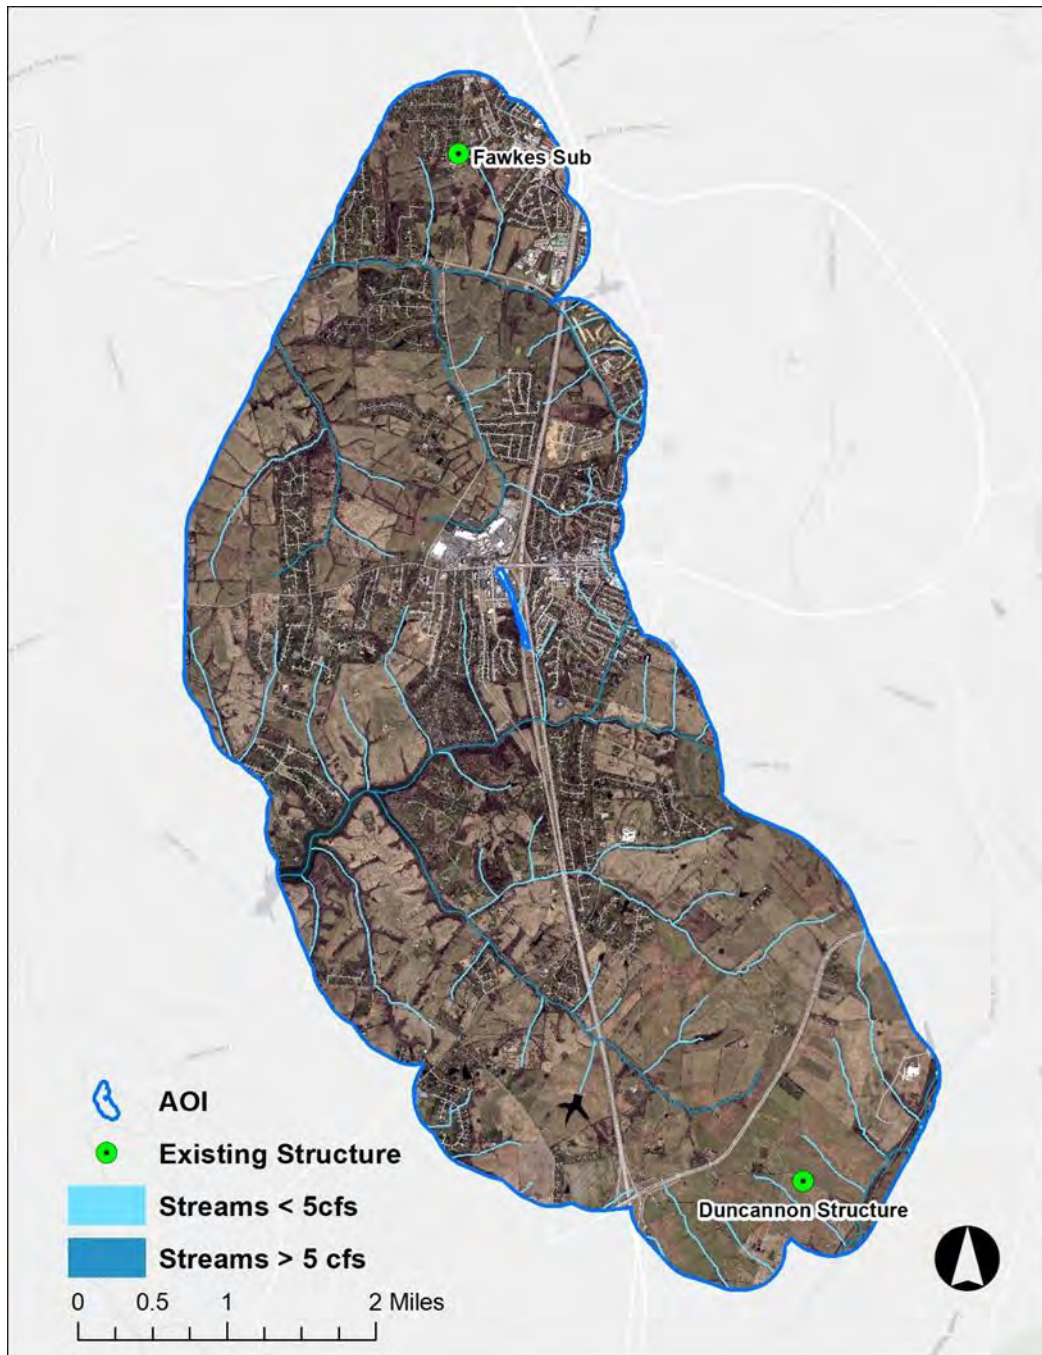 Fawkes Sub
Duncannon Structure
AOI
Existing Structure
Streams < 5cfs
Streams > 5 cfs
0 0.5 1 2 Miles